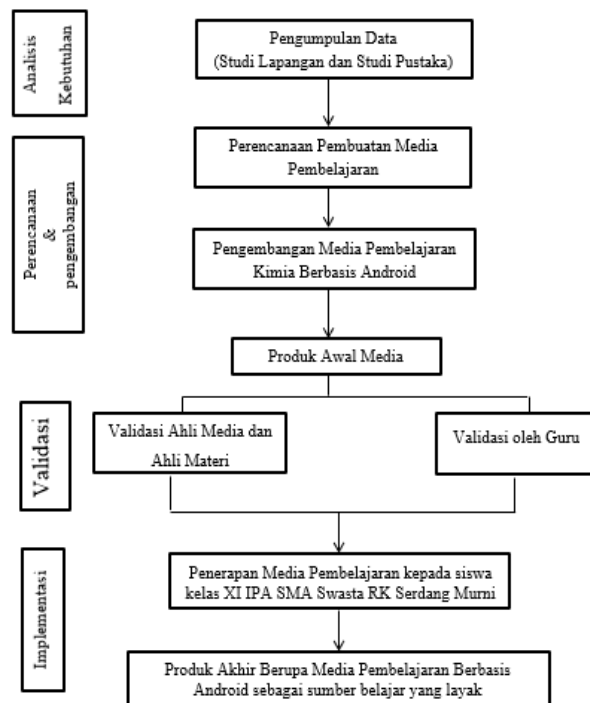 Analisis
Kebutuhan
Pengumpulan Data
(Studi Lapangan dan Studi Pustaka)
Perencanaan
&
pengembangan
Perencanaan Pembuatan Media
Pembelajaran
Pengembangan Media Pembelajaran
Kimia Berbasis Android
Produk Awal Media
Validasi
Validasi Ahli Media dan
Ahli Materi
Validasi oleh Guru
Implementasi
Penerapan Media Pembelajaran kepada siswa
kelas XI IPA SMA Swasta RK Serdang Murni
Produk Akhir Berupa Media Pembelajaran Berbasis
Android sebagai sumber belajar yang layak